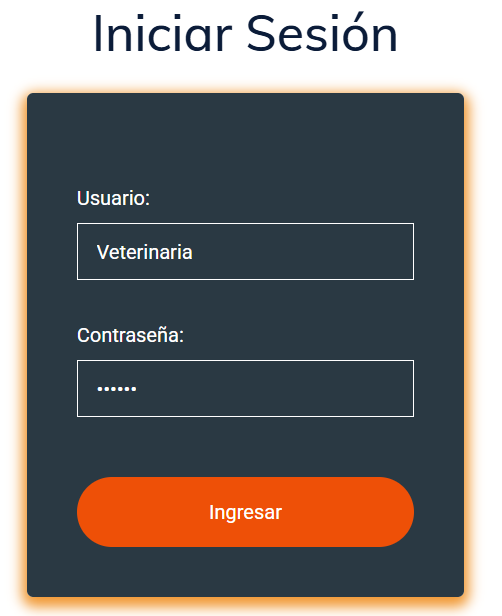 Iniciar Sesión
Usuario:
Veterinaria
Contraseña:
••••••
Ingresar